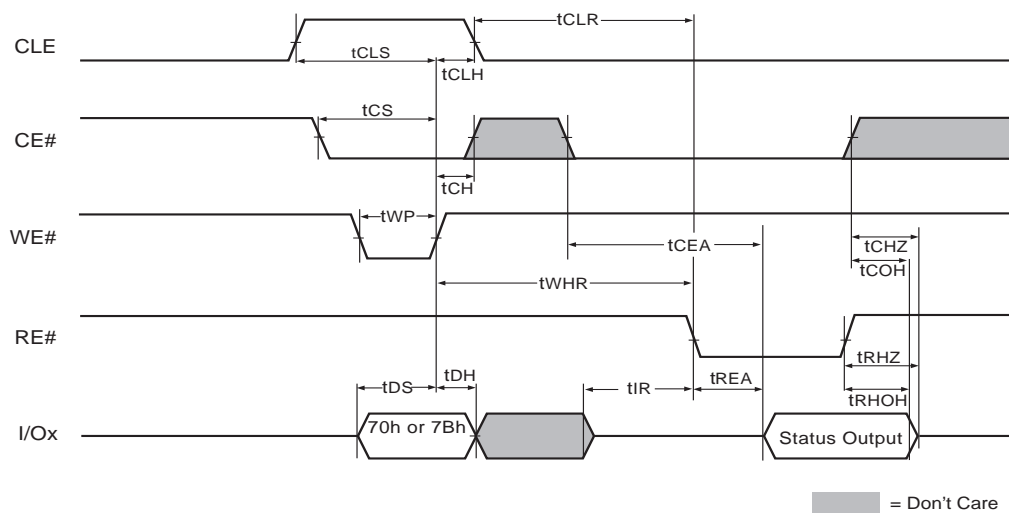 tCLR
CLE
tCLS
tCLH
tCS
CE#
tCH
tWP
WE#
tCEA
tCHZ
tCOH
tWHR
RE#
tRHZ
tDS
tDH
tIR
tREA
tRHOH
I/Ox
70h or 7Bh
Status Output
= Don't Care